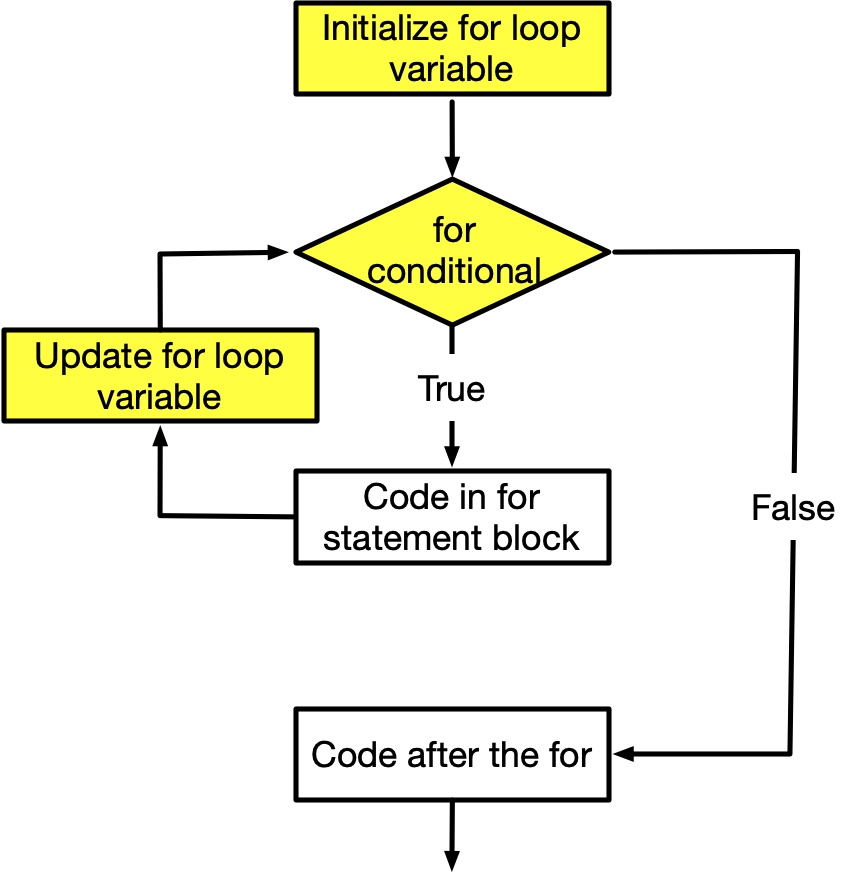 Initialize for loop
variable
for
conditional
Update for loop
variable
True
Code in for
statement block
False
Code after the for